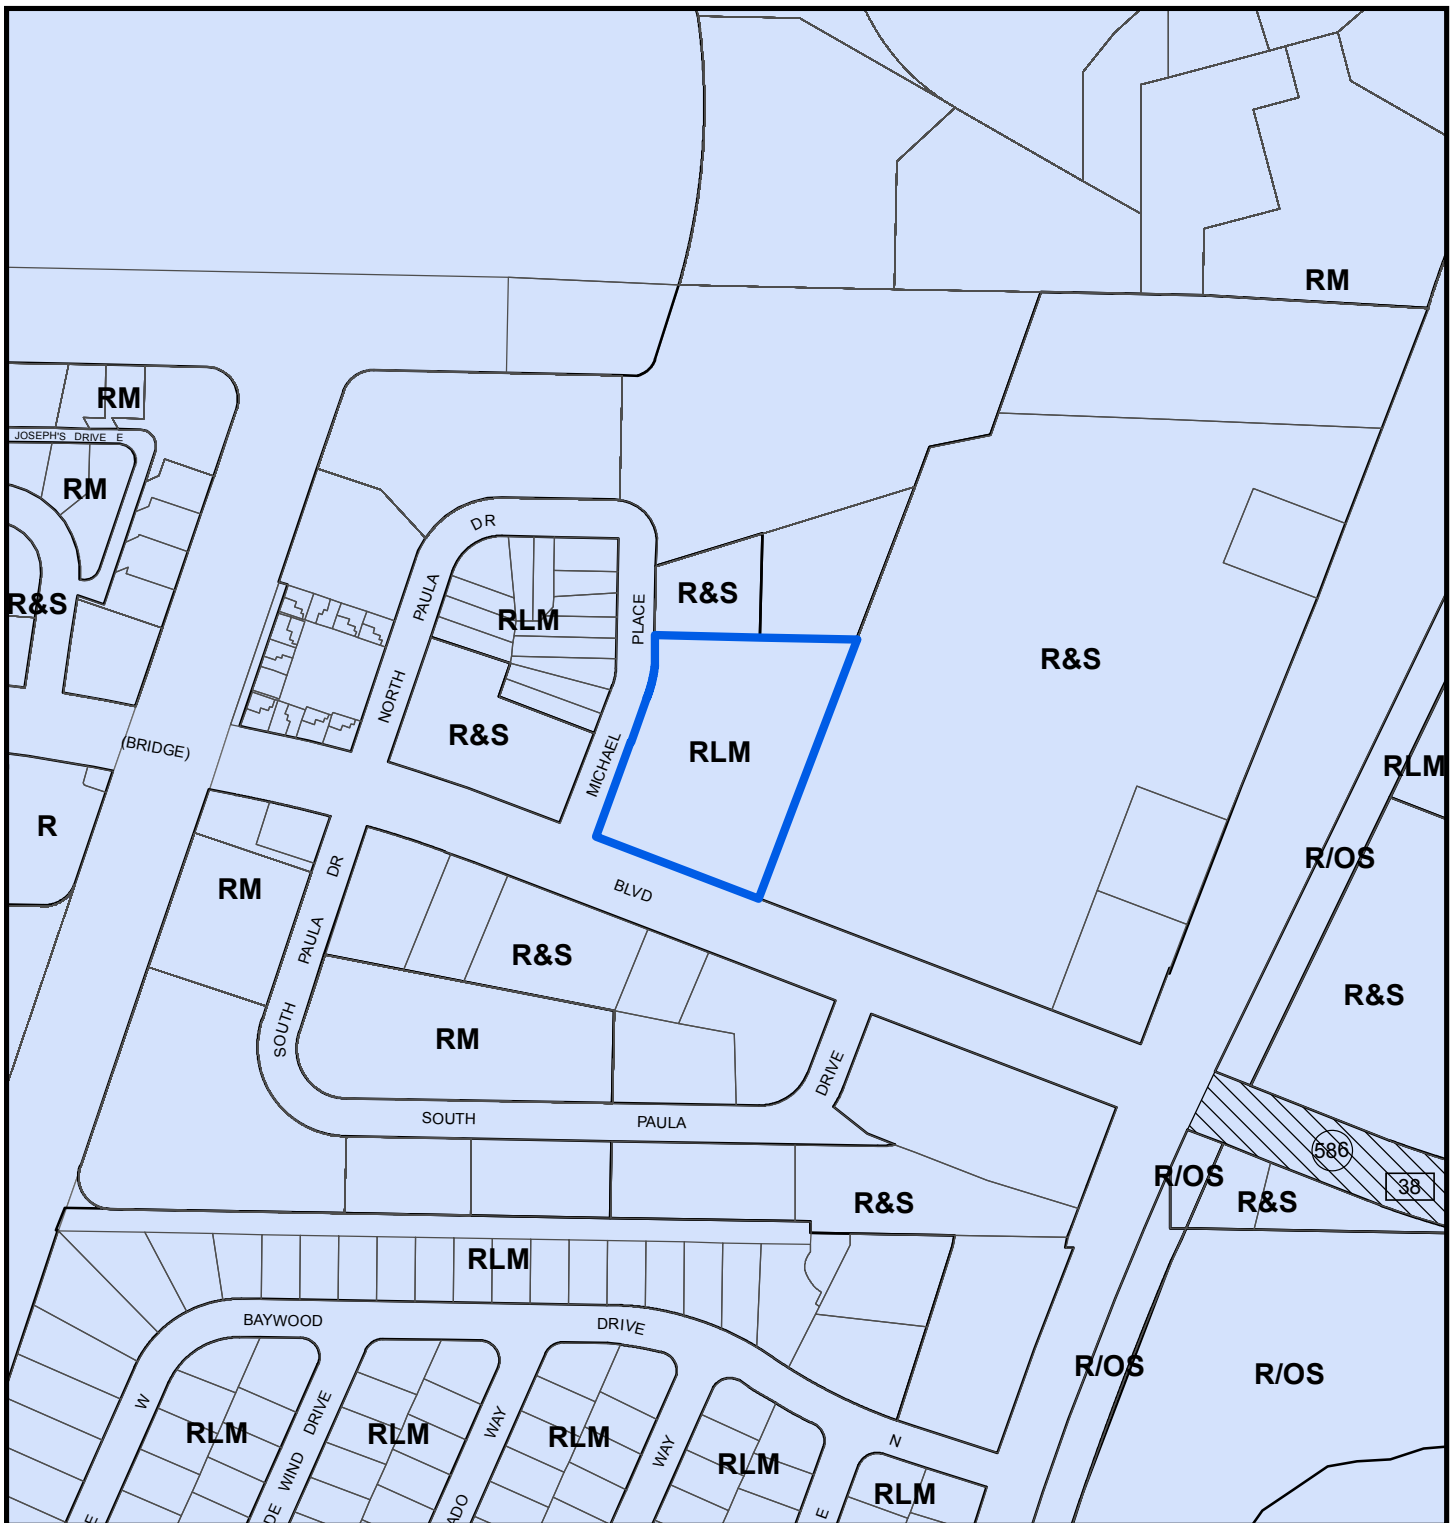 RM
RM
JOSEPH'S DRIVE E
RM
DR
R&S
PLACE
PAULA
R&S
RLM
R&S
NORTH
R&S
RLM
(BRIDGE)
MICHAEL
RLM
R
R/OS
DR
RM
BLVD
PAULA
R&S
R&S
SOUTH
RM
DRIVE
SOUTH
PAULA
586
38
R/OS
R&S
R&S
RLM
BAYWOOD
DRIVE
R/OS
R/OS
W
DRIVE
RLM
RLM
WAY
RLM
N
WAY
RLM
WIND
RLM
DE
ADO
E
E